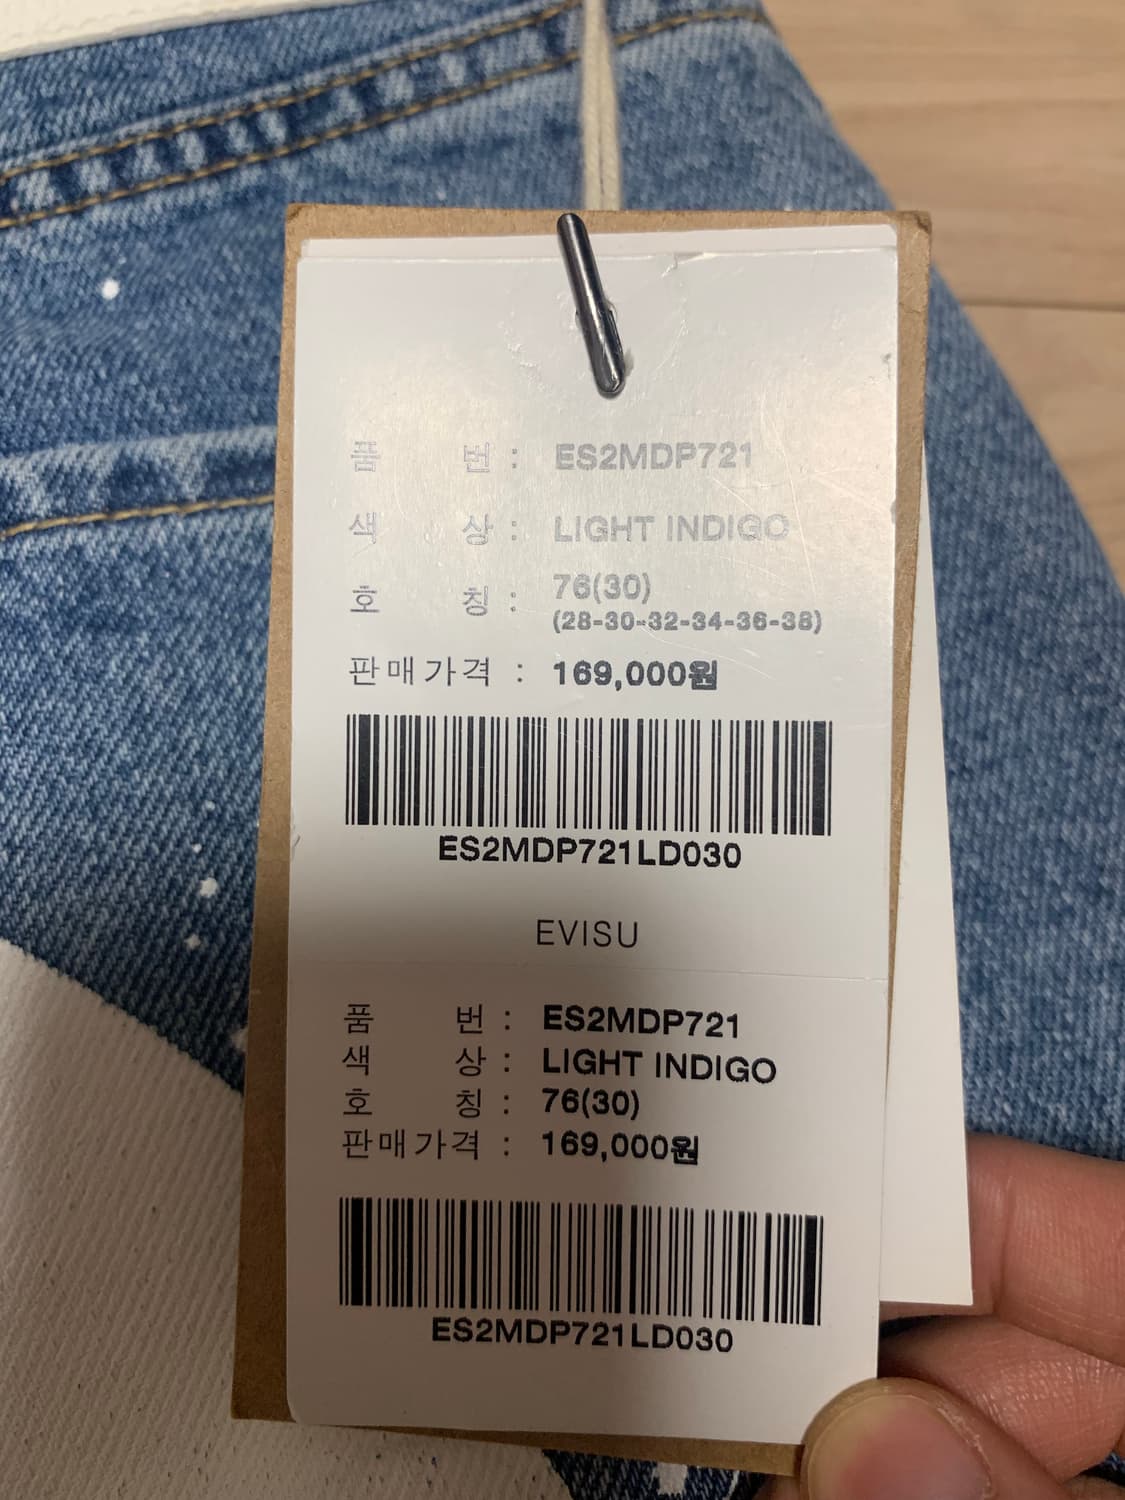 품 번 : ES2MDP721
색 상 : LIGHT INDIGO
호 칭 : 76(30)
(28-30-32-34-36-38)
판매가격 : 169,000원
ES2MDP721LD030
EVISU
품 번 : ES2MDP721
색 상 : LIGHT INDIGO
호 칭 : 76(30)
판매가격 : 169,000원
ES2MDP721LD030